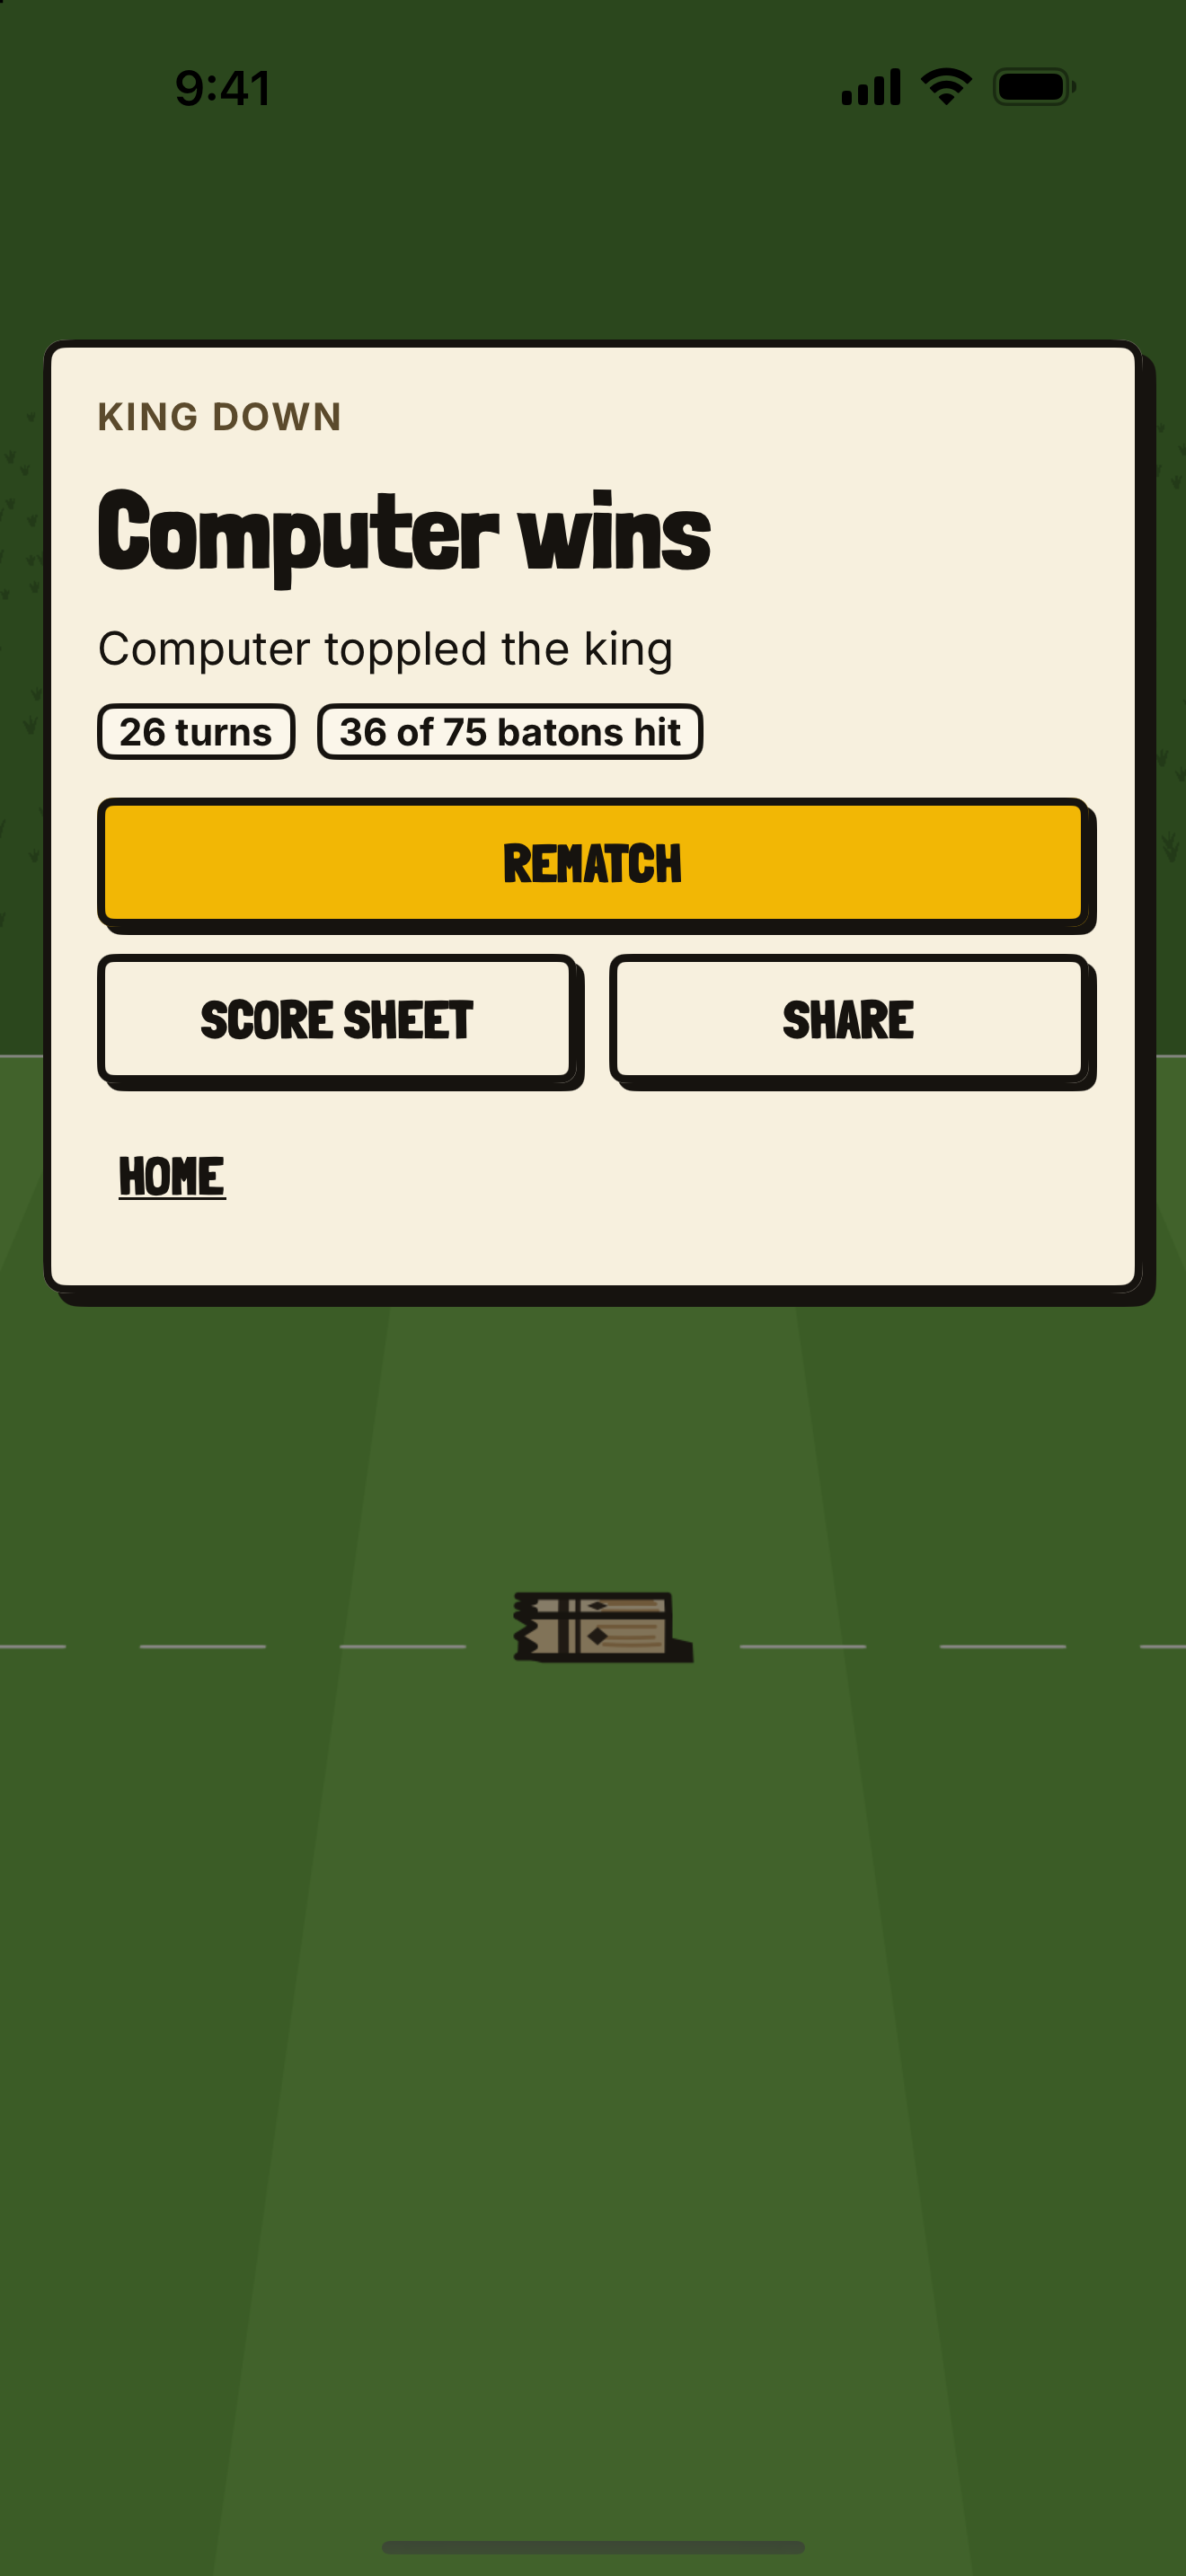 9:41
KING DOWN
Computer wins
Computer toppled the king
26 turns
36 of 75 batons hit
REMATCH
SCORE SHEET
SHARE
HOME